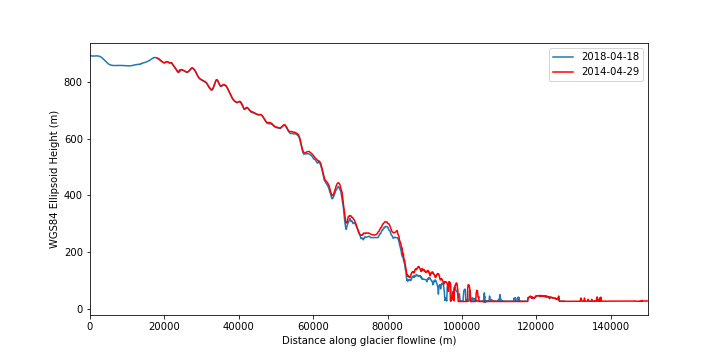 2018-04-18
2014-04-29
800
600
400
200
0
WGS84 Ellipsoid Height (m)
0 20000 40000 60000 80000 100000 120000 140000
Distance along glacier flowline (m)